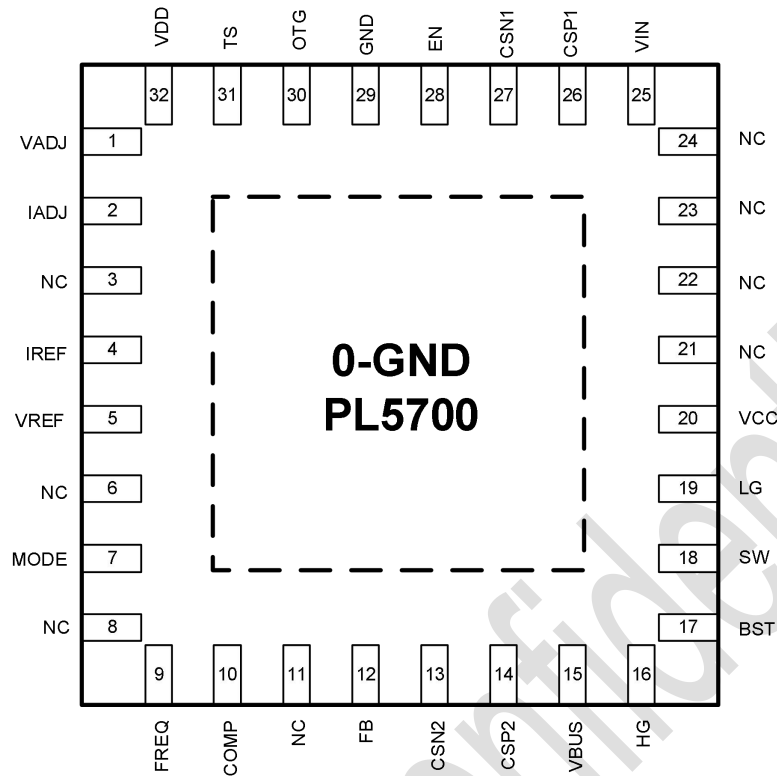 VDD TS OTG GND EN CSN1 CSP1 VIN
32 31 30 29 28 27 26 25
VADJ 1 24 NC
IADJ 2 23 NC
NC 3 22 NC
IREF 4 21 NC
0-GND
PL5700
VREF 5 20 VCC
NC 6 19 LG
MODE 7 18 SW
NC 8 17 BST
9 10 11 12 13 14 15 16
FREQ COMP NC FB CSN2 CSP2 VBUS HG